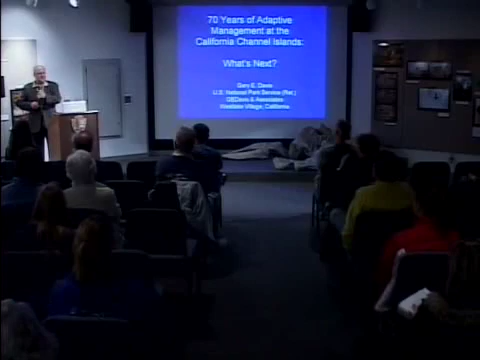 70 Years of Adaptive
Management at the
California Channel Islands:
What's Next?
Gary E. Davis
U.S. National Park Service (Ret.)
GEDavis & Associates
Westlake Village, California